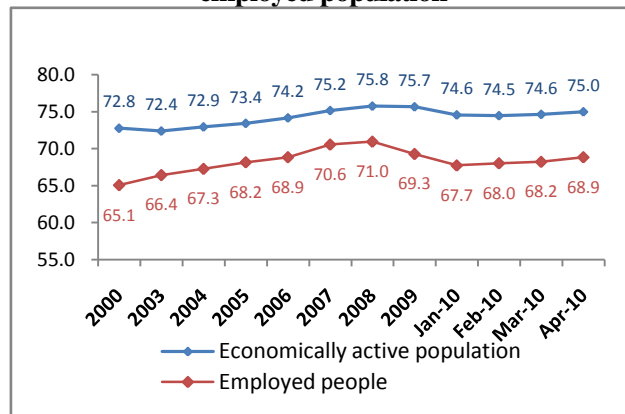 employed population
80.0
75.0
70.0
65.0
60.0
55.0
72.8 72.4 72.9 73.4 74.2 75.2 75.8 75.7 74.6 74.5 74.6 75.0
65.1 66.4 67.3 68.2 68.9 70.6 71.0 69.3 67.7 68.0 68.2 68.9
2000 2003 2004 2005 2006 2007 2008 2009 Jan-10 Feb-10 Mar-10 Apr-10
Economically active population
Employed people